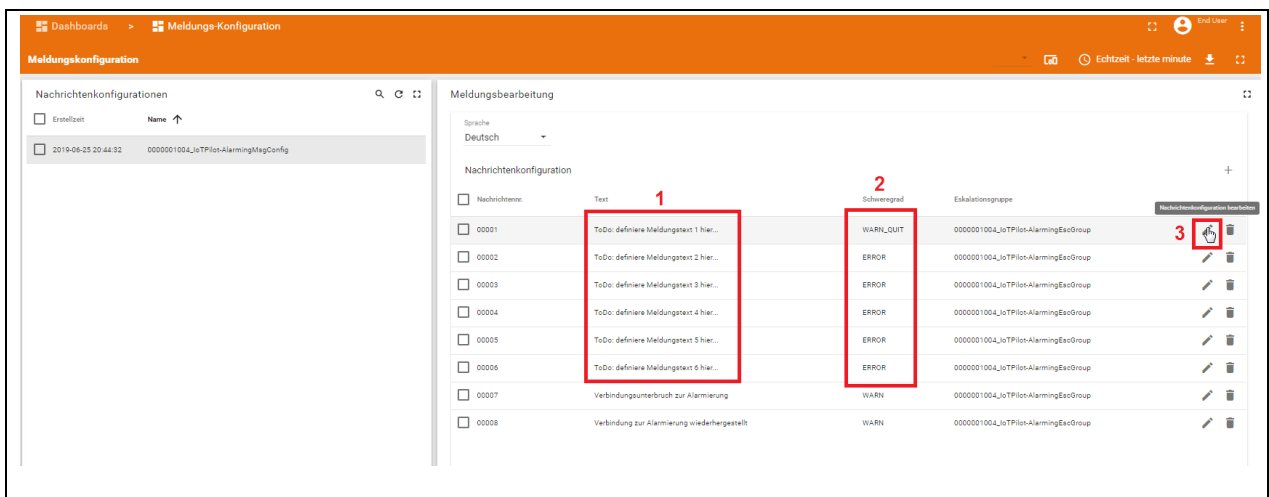 Dashboards > Meldungs-Konfiguration End User
Meldungskonfiguration Echtzeit - letzte minute
Nachrichtenkonfigurationen
Erstellzeit Name
2019-06-25 20:44:32 0000001004_IoTPilot-AlarmingMsgConfig
Meldungsbearbeitung
Sprache
Deutsch
Nachrichtenkonfiguration
Nachrichtennr. Text 1 2 Schweregrad Eskalationsgruppe
Nachrichtenkonfiguration bearbeiten
00001 ToDo: definiere Meldungstext 1 hier... WARN_QUIT 0000001004_IoTPilot-AlarmingEscGroup 3
00002 ToDo: definiere Meldungstext 2 hier... ERROR 0000001004_IoTPilot-AlarmingEscGroup
00003 ToDo: definiere Meldungstext 3 hier... ERROR 0000001004_IoTPilot-AlarmingEscGroup
00004 ToDo: definiere Meldungstext 4 hier... ERROR 0000001004_IoTPilot-AlarmingEscGroup
00005 ToDo: definiere Meldungstext 5 hier... ERROR 0000001004_IoTPilot-AlarmingEscGroup
00006 ToDo: definiere Meldungstext 6 hier... ERROR 0000001004_IoTPilot-AlarmingEscGroup
00007 Verbindungsunterbruch zur Alarmierung WARN 0000001004_IoTPilot-AlarmingEscGroup
00008 Verbindung zur Alarmierung wiederhergestellt WARN 0000001004_IoTPilot-AlarmingEscGroup